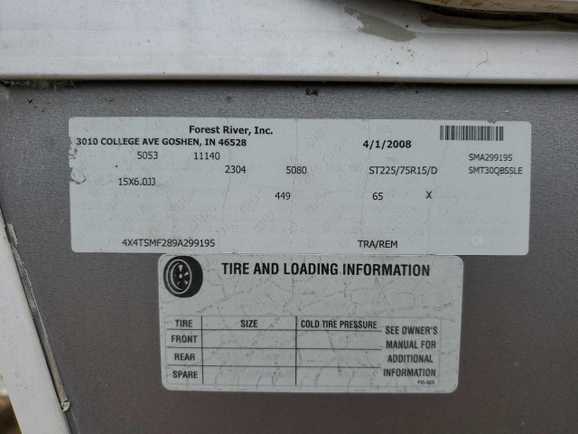 Forest River, Inc.
3010 COLLEGE AVE GOSHEN, IN 46528 4/1/2008
5053 11140 SMA299195
2304 5080 ST225/75R15/D SMT30QBSSLE
15X6.0JJ
449 65 X
4X4TSMF289A299195 TRA/REM
TIRE AND LOADING INFORMATION
TIRE SIZE COLD TIRE PRESSURE
FRONT
REAR
SPARE
SEE OWNER'S
MANUAL FOR
ADDITIONAL
INFORMATION